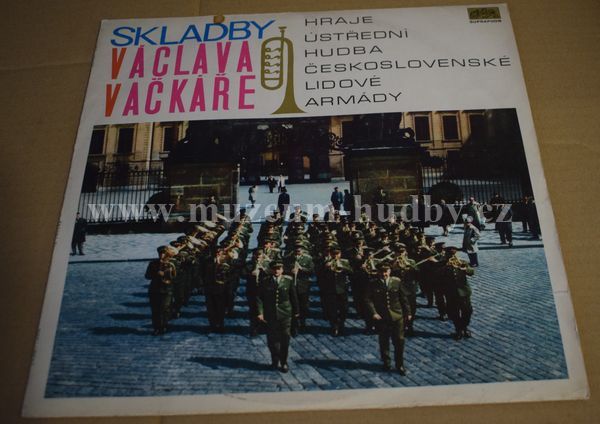 SKLADBY
VÁCLAVA
VAČKÁŘE
HRAJE
ÚSTŘEDNÍ
HUDBA
ČESKOSLOVENSKÉ
LIDOVÉ
ARMÁDY
SUPRAPHON
www.muzeum-hudby.cz